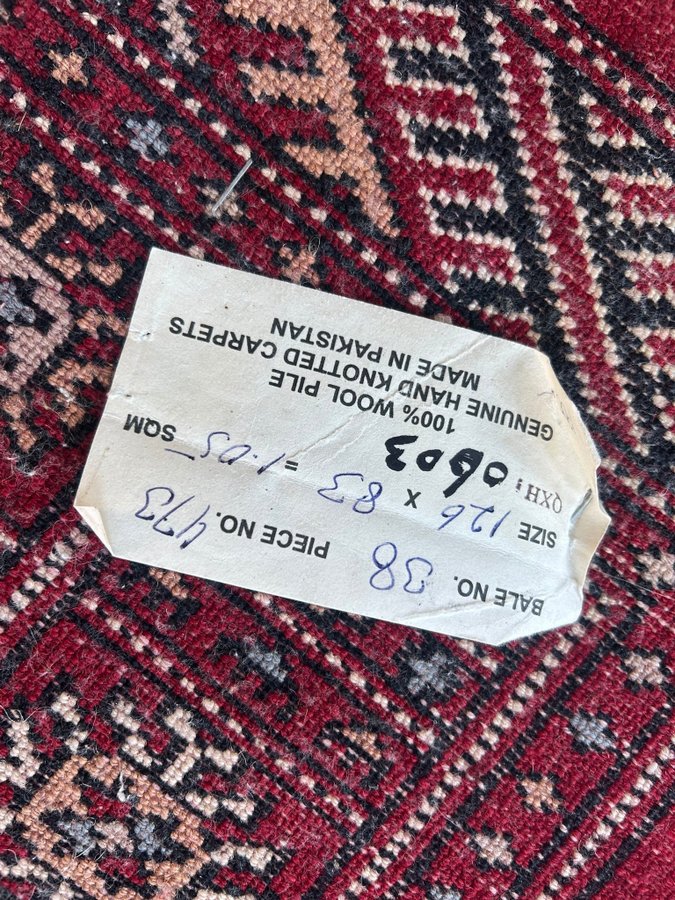 BALE NO. 38 PIECE NO. 473
SIZE 126 X 83 = 1.05 SQM
QXH: 0603
100% WOOL PILE
GENUINE HAND KNOTTED CARPETS
MADE IN PAKISTAN